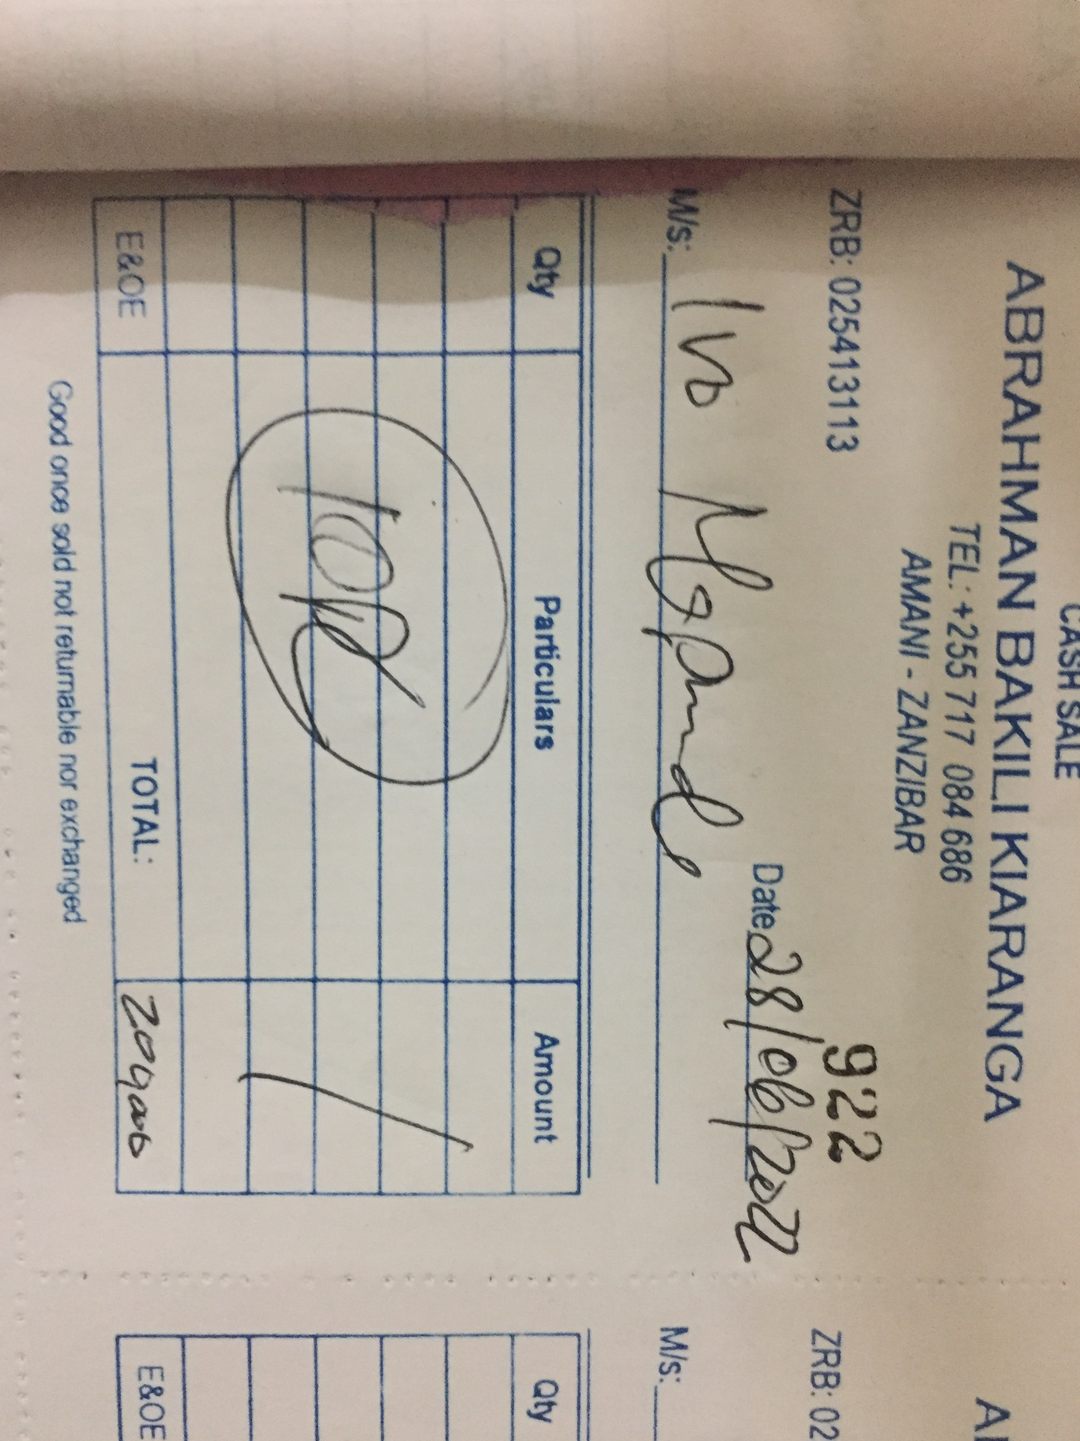 CASH SALE
ABRAHMAN BAKILI KIARANGA
TEL: +255 717 084 686
AMANI - ZANZIBAR
ZRB: 025413113
922
Date 28/06/2022
M/s:
Qty Particulars Amount
E&OE TOTAL:
Good once sold not returnable nor exchanged
ZRB: 02
M/s:
Qty
E&OE